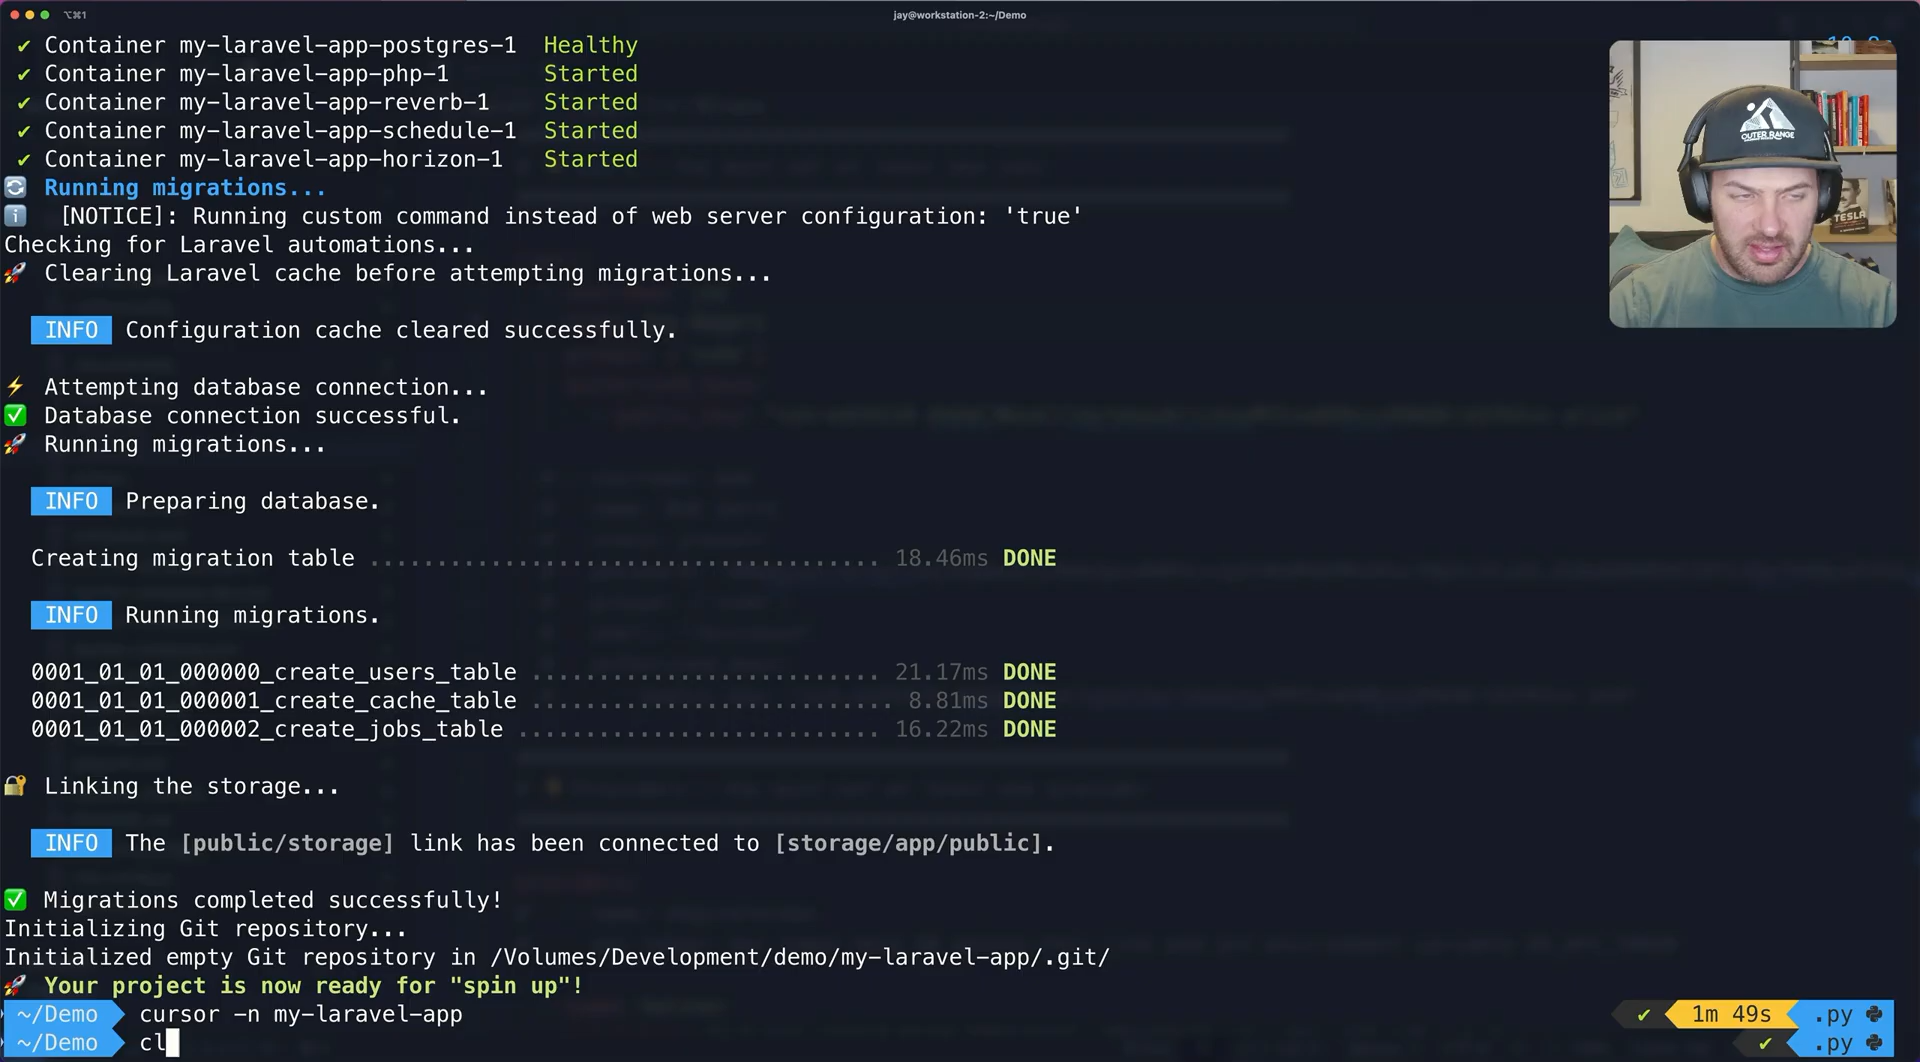 ⌥⌘1
jay@workstation-2:~/Demo
✔ Container my-laravel-app-postgres-1 Healthy
✔ Container my-laravel-app-php-1 Started
✔ Container my-laravel-app-reverb-1 Started
✔ Container my-laravel-app-schedule-1 Started
✔ Container my-laravel-app-horizon-1 Started
🔄 Running migrations...
ℹ️ [NOTICE]: Running custom command instead of web server configuration: 'true'
Checking for Laravel automations...
🚀 Clearing Laravel cache before attempting migrations...
INFO Configuration cache cleared successfully.
⚡ Attempting database connection...
✅ Database connection successful.
🚀 Running migrations...
INFO Preparing database.
Creating migration table ...................................... 18.46ms DONE
INFO Running migrations.
0001_01_01_000000_create_users_table .......................... 21.17ms DONE
0001_01_01_000001_create_cache_table ........................... 8.81ms DONE
0001_01_01_000002_create_jobs_table ........................... 16.22ms DONE
🔐 Linking the storage...
INFO The [public/storage] link has been connected to [storage/app/public].
✅ Migrations completed successfully!
Initializing Git repository...
Initialized empty Git repository in /Volumes/Development/demo/my-laravel-app/.git/
🚀 Your project is now ready for "spin up"!
~/Demo cursor -n my-laravel-app ✔ 1m 49s .py
~/Demo cl ✔ .py
OUTER RANGE
TESLA